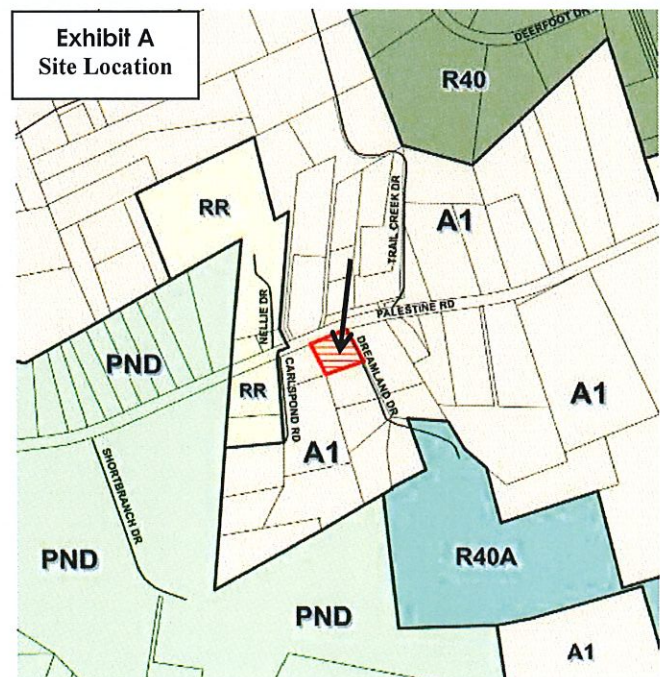 Exhibit A
Site Location
DEERFOOT DR
R40
RR
TRAIL CREEK DR
A1
NELLIE DR
PALESTINE RD
PND
DREAMLAND DR
RR
CARLSPOND RD
A1
A1
SHORTBRANCH DR
PND
R40A
PND
A1